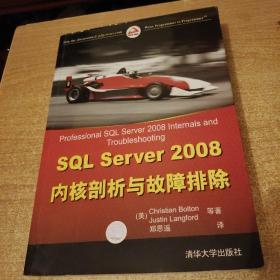 Professional SQL Server 2008 Internals and
Troubleshooting
SQL Server 2008
内核剖析与故障排除
(美) Christian Bolton 等著
Justin Langford
郑思遥 译
清华大学出版社